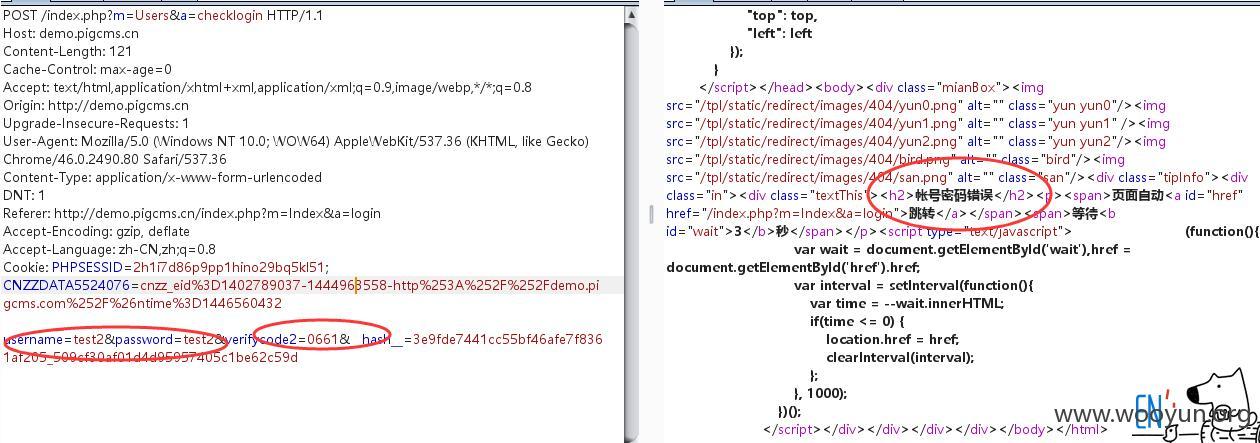 POST /index.php?m=Users&a=checklogin HTTP/1.1
Host: demo.pigcms.cn
Content-Length: 121
Cache-Control: max-age=0
Accept: text/html,application/xhtml+xml,application/xml;q=0.9,image/webp,*/*;q=0.8
Origin: http://demo.pigcms.cn
Upgrade-Insecure-Requests: 1
User-Agent: Mozilla/5.0 (Windows NT 10.0; WOW64) AppleWebKit/537.36 (KHTML, like Gecko)
Chrome/46.0.2490.80 Safari/537.36
Content-Type: application/x-www-form-urlencoded
DNT: 1
Referer: http://demo.pigcms.cn/index.php?m=Index&a=login
Accept-Encoding: gzip, deflate
Accept-Language: zh-CN,zh;q=0.8
Cookie: PHPSESSID=2h1i7d86p9pp1hino29bq5kl51;
CNZZDATA5524076=cnzz_eid%3D1402789037-1444963558-http%253A%252F%252Fdemo.pi
gcms.com%252F%26ntime%3D1446560432
username=test2&password=test2&verifycode2=0661&__hash__=3e9fde7441cc55bf46afe7f836
1af205_509cf30af01d4d95957405c1be62c59d
"top": top,
"left": left
});
}
</script></head><body><div class="mianBox"><img
src="/tpl/static/redirect/images/404/yun0.png" alt="" class="yun yun0"/><img
src="/tpl/static/redirect/images/404/yun1.png" alt="" class="yun yun1" /><img
src="/tpl/static/redirect/images/404/yun2.png" alt="" class="yun yun2"/><img
src="/tpl/static/redirect/images/404/bird.png" alt="" class="bird"/><img
src="/tpl/static/redirect/images/404/san.png" alt="" class="san"/><div class="tipInfo"><div
class="in"><div class="textThis"><h2>帐号密码错误</h2><p><span>页面自动<a id="href"
href="/index.php?m=Index&a=login">跳转</a></span><span>等待<b
id="wait">3</b>秒</span></p><script type="text/javascript"> (function(){
var wait = document.getElementById('wait'),href =
document.getElementById('href').href;
var interval = setInterval(function(){
var time = --wait.innerHTML;
if(time <= 0) {
location.href = href;
clearInterval(interval);
};
}, 1000);
})();
</script></div></div></div></div></body></html>
EN
www.wooyun.org